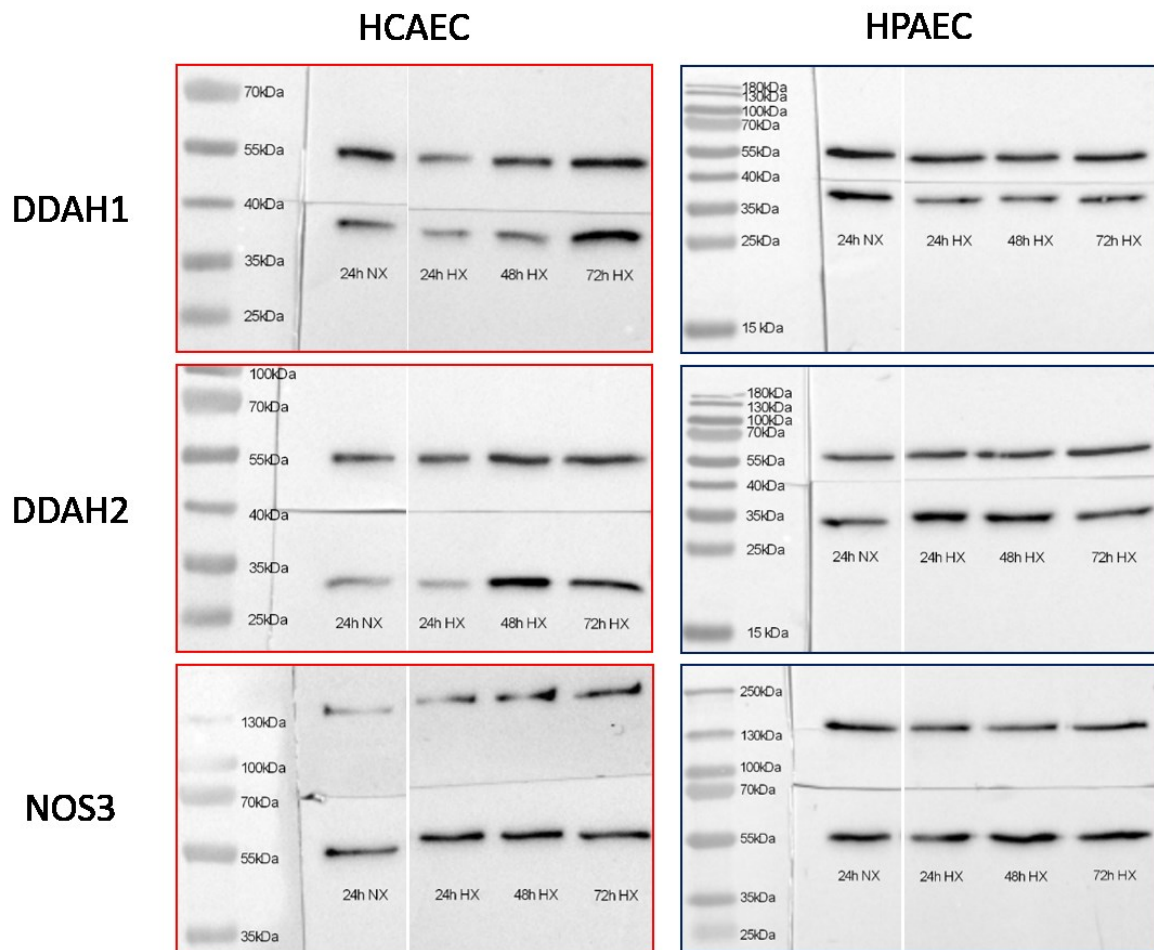 HCAEC
HPAEC
DDAH1
70kDa
55kDa
40kDa
35kDa
25kDa
24h NX 24h HX 48h HX 72h HX
180kDa
130kDa
100kDa
70kDa
55kDa
40kDa
35kDa
25kDa
15 kDa
24h NX 24h HX 48h HX 72h HX
DDAH2
100kDa
70kDa
55kDa
40kDa
35kDa
25kDa
24h NX 24h HX 48h HX 72h HX
180kDa
130kDa
100kDa
70kDa
55kDa
40kDa
35kDa
25kDa
15 kDa
24h NX 24h HX 48h HX 72h HX
NOS3
130kDa
100kDa
70kDa
55kDa
35kDa
24h NX 24h HX 48h HX 72h HX
250kDa
130kDa
100kDa
70kDa
55kDa
35kDa
25kDa
24h NX 24h HX 48h HX 72h HX